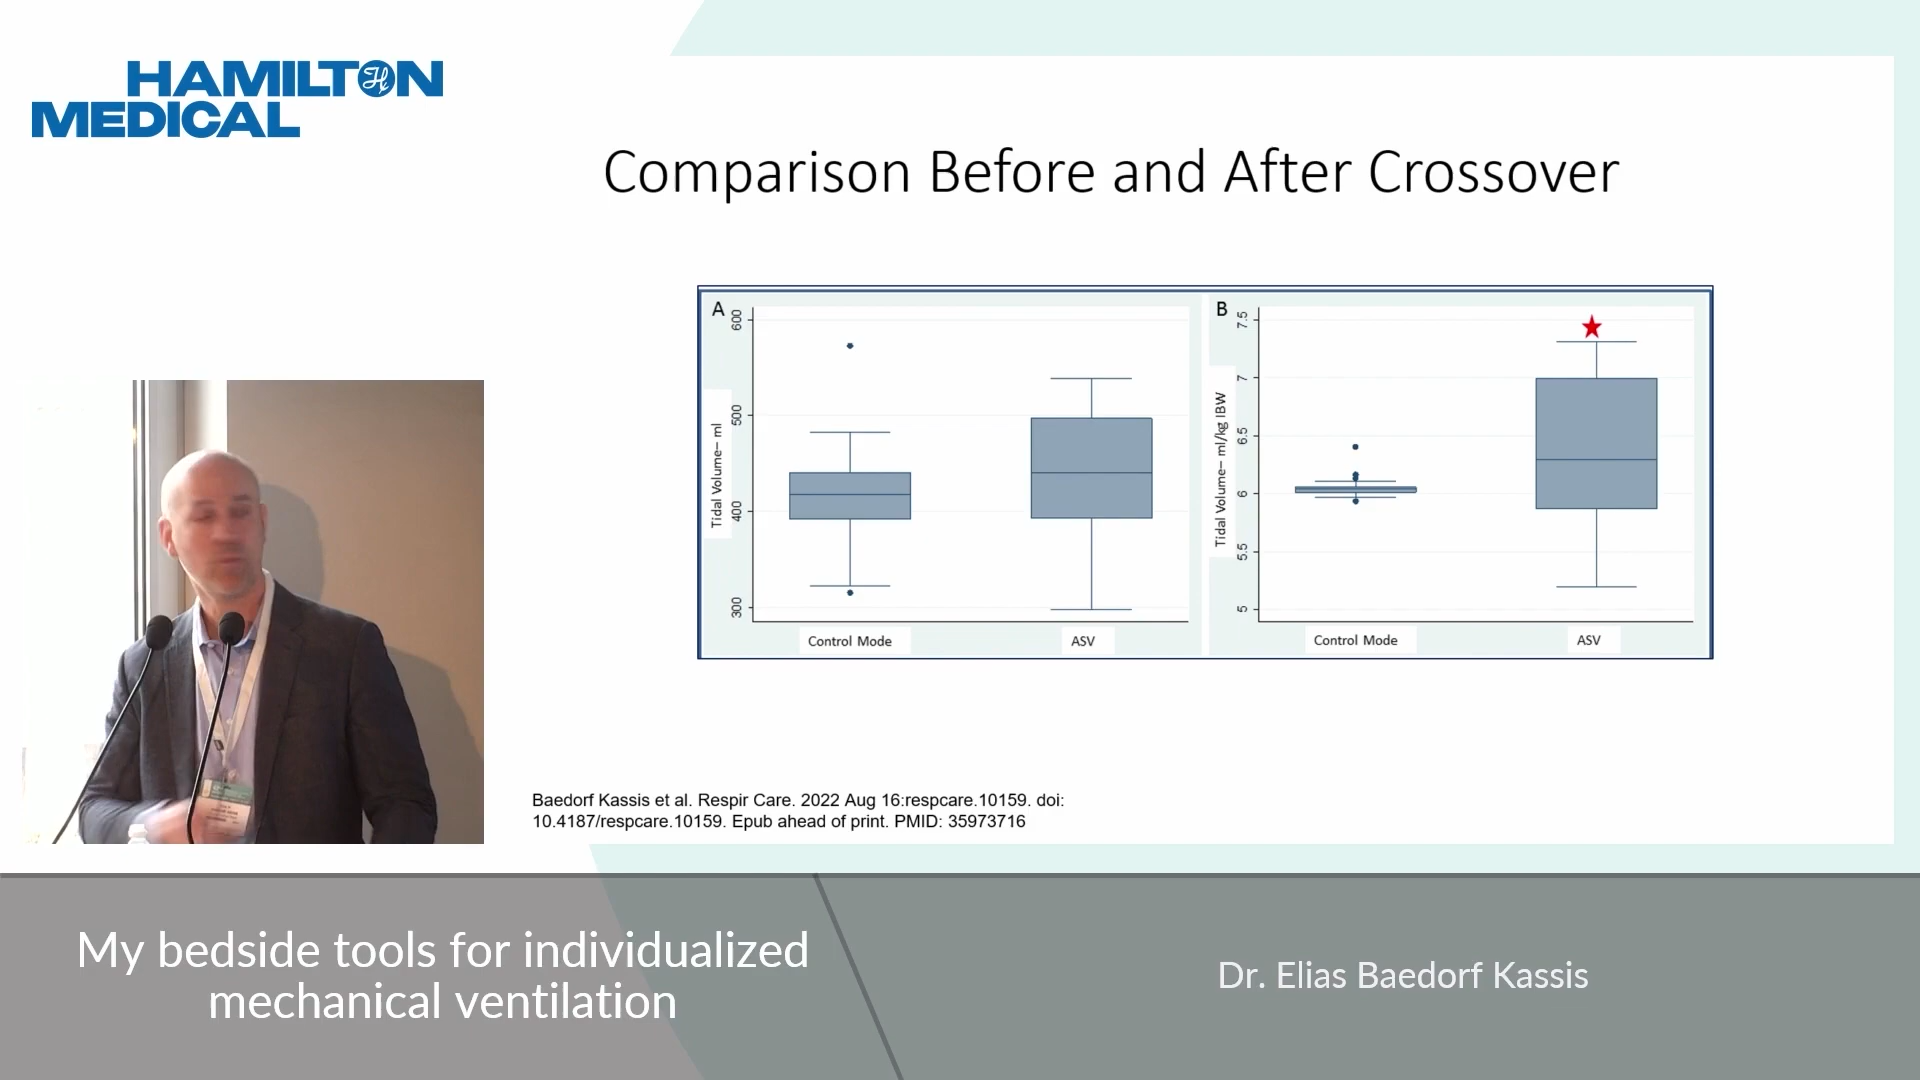 HAMILTON
MEDICAL
Comparison Before and After Crossover
A
600
500
400
300
Tidal Volume– ml
Control Mode
ASV
B
7.5
7
6.5
6
5.5
5
Tidal Volume– ml/kg IBW
Control Mode
ASV
Baedorf Kassis et al. Respir Care. 2022 Aug 16:respcare.10159. doi:
10.4187/respcare.10159. Epub ahead of print. PMID: 35973716
My bedside tools for individualized
mechanical ventilation
Dr. Elias Baedorf Kassis